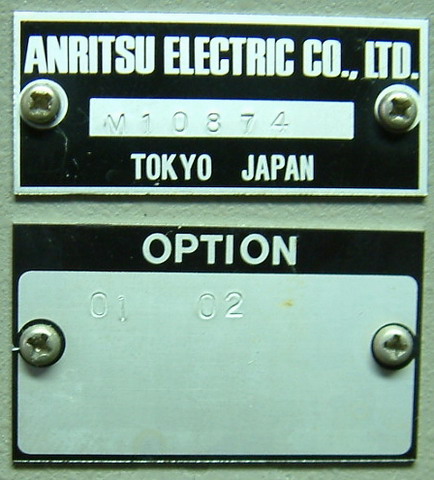 ANRITSU ELECTRIC CO., LTD.
M10874
TOKYO JAPAN
OPTION
01 02